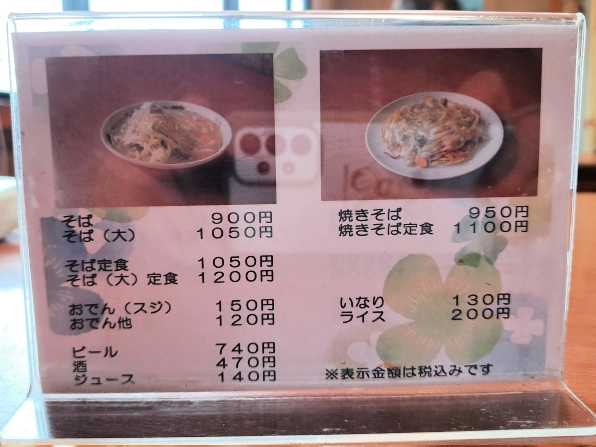 そば 900円
そば（大） 1050円
そば定食 1050円
そば（大）定食 1200円
おでん（スジ） 150円
おでん他 120円
ビール 740円
酒 470円
ジュース 140円
焼きそば 950円
焼きそば定食 1100円
いなり 130円
ライス 200円
※表示金額は税込みです